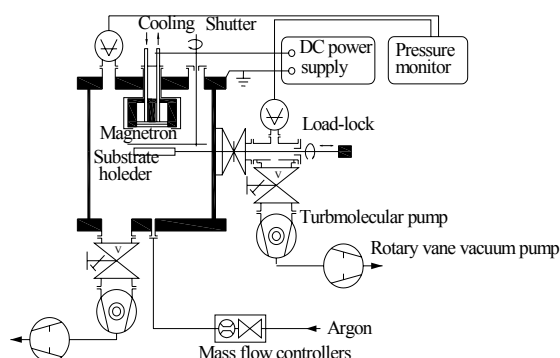 Cooling Shutter
DC power
supply
Pressure
monitor
Magnetron
Load-lock
Substrate
holeder
V
Turbmolecular pump
Rotary vane vacuum pump
V
Argon
Mass flow controllers